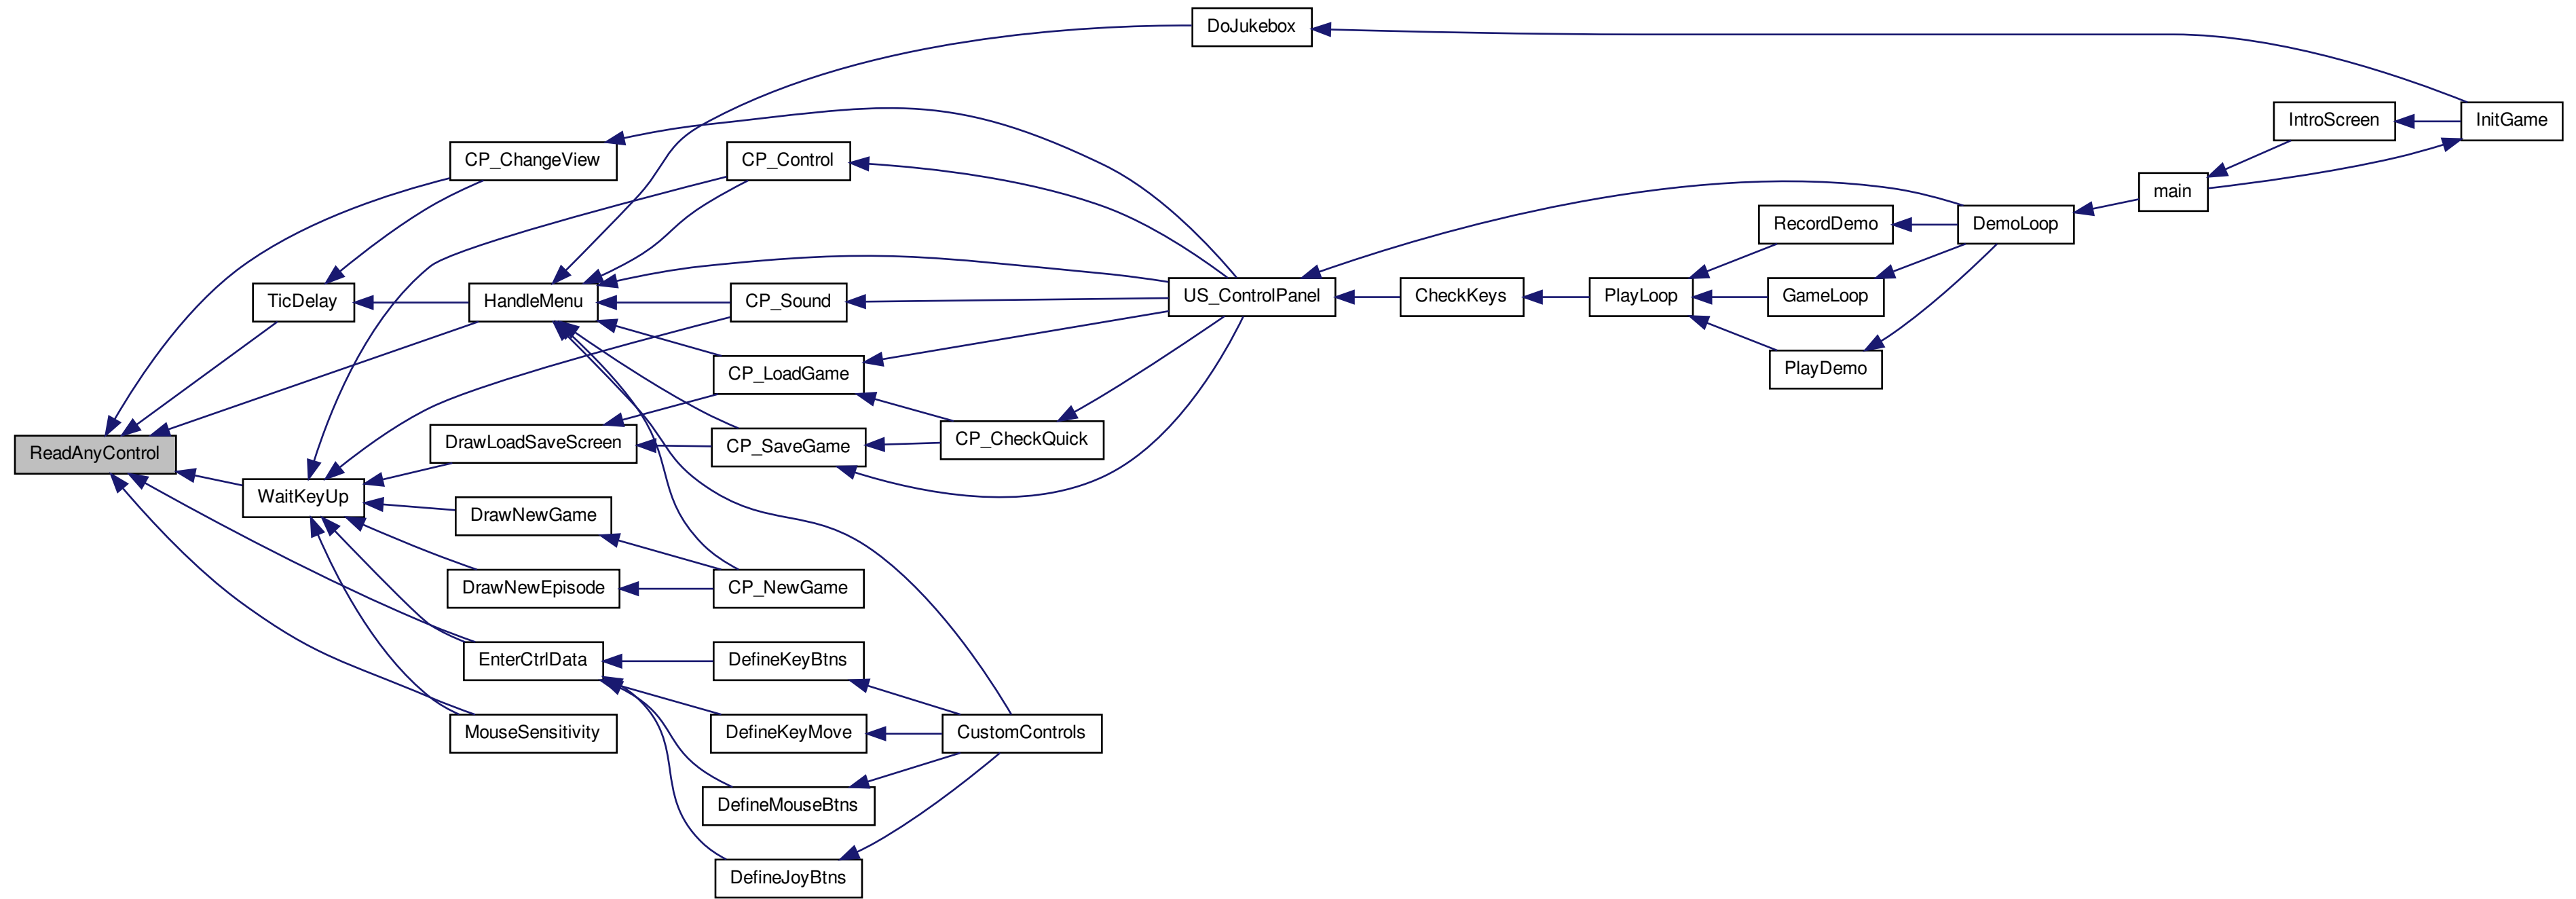 DoJukebox
IntroScreen
InitGame
CP_ChangeView
CP_Control
main
RecordDemo
DemoLoop
TicDelay
HandleMenu
CP_Sound
US_ControlPanel
CheckKeys
PlayLoop
GameLoop
CP_LoadGame
PlayDemo
ReadAnyControl
DrawLoadSaveScreen
CP_SaveGame
CP_CheckQuick
WaitKeyUp
DrawNewGame
DrawNewEpisode
CP_NewGame
EnterCtrlData
DefineKeyBtns
MouseSensitivity
DefineKeyMove
CustomControls
DefineMouseBtns
DefineJoyBtns